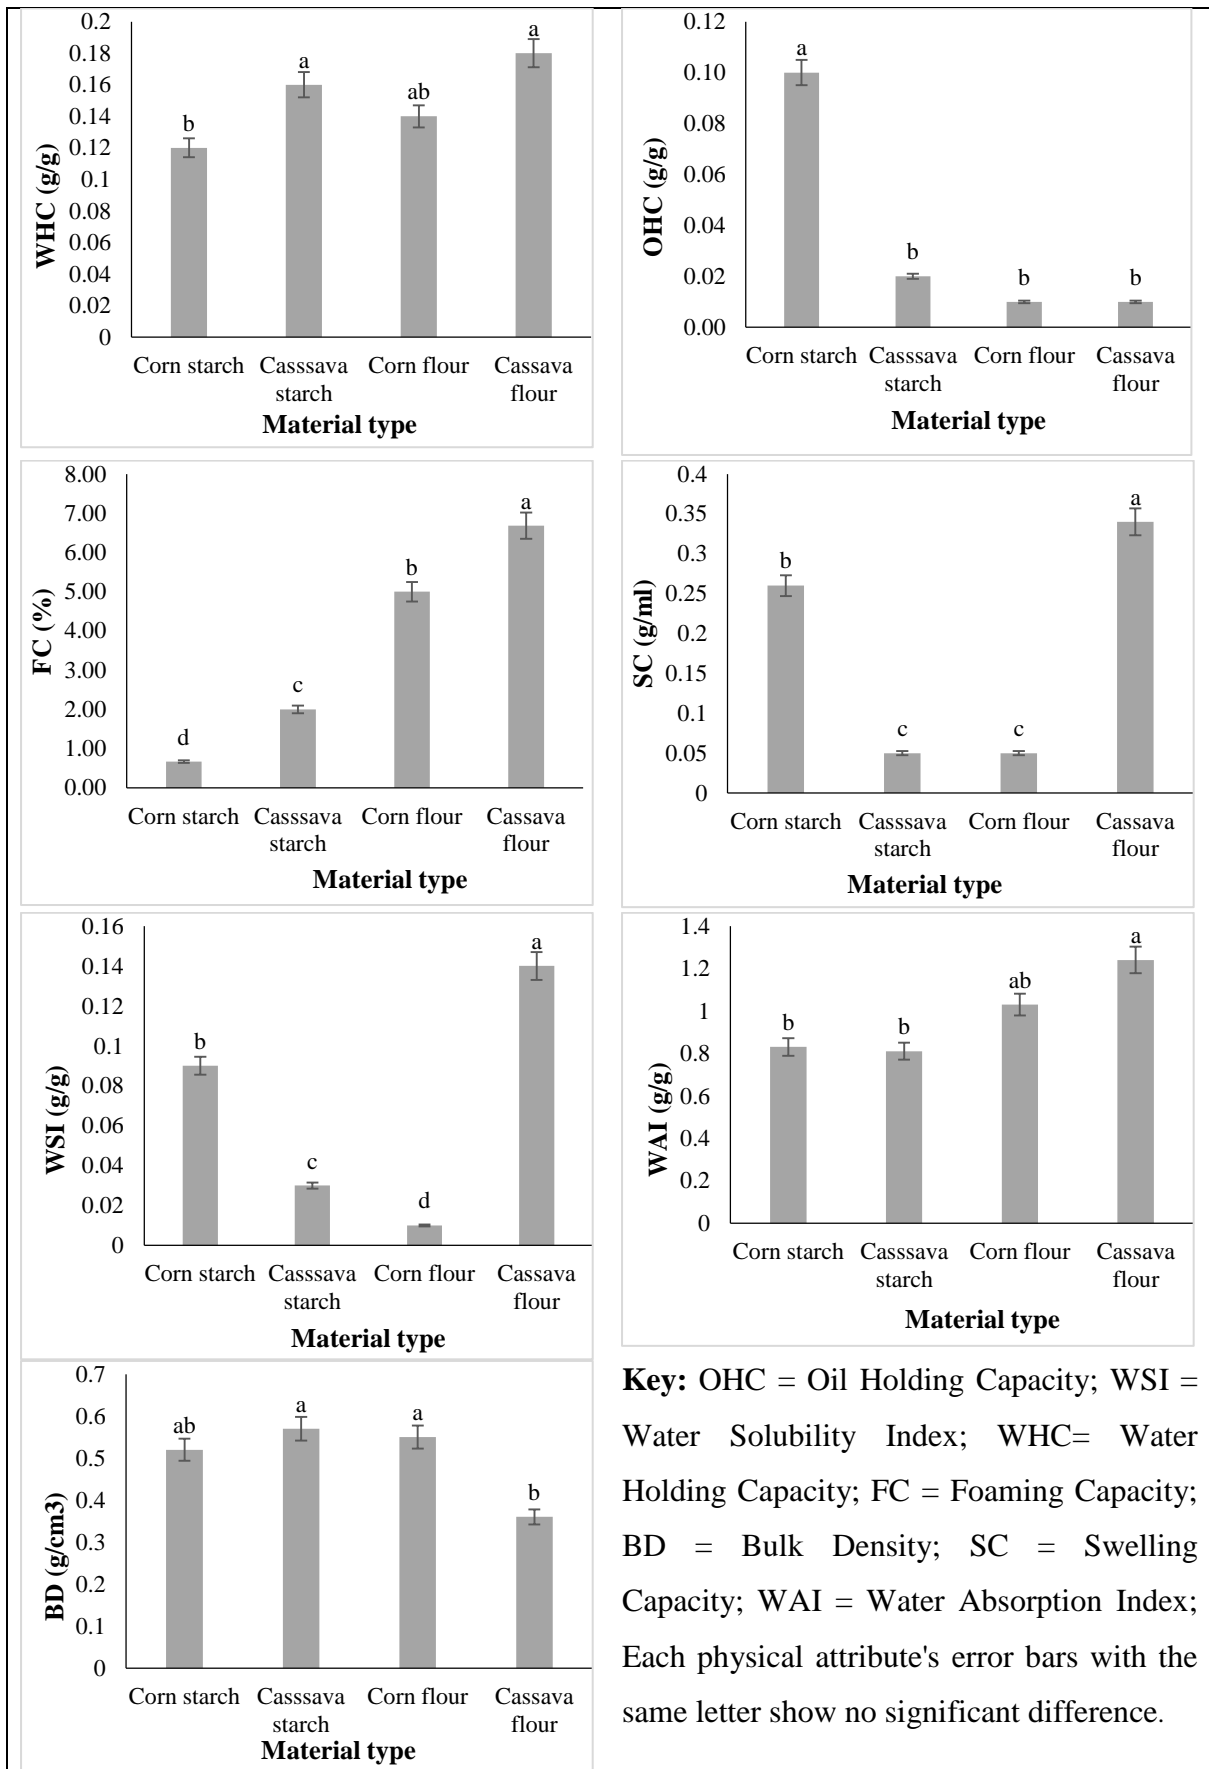 0.2
0.18
0.16
0.14
0.12
0.1
0.08
0.06
0.04
0.02
0
WHC (g/g)
b
a
ab
a
Corn starch Casssava Corn flour Cassava
starch flour
Material type
0.12
0.10
0.08
0.06
0.04
0.02
0.00
OHC (g/g)
a
b
b
b
Corn starch Casssava Corn flour Cassava
starch flour
Material type
8.00
7.00
6.00
5.00
4.00
3.00
2.00
1.00
0.00
FC (%)
d
c
b
a
Corn starch Casssava Corn flour Cassava
starch flour
Material type
0.4
0.35
0.3
0.25
0.2
0.15
0.1
0.05
0
SC (g/ml)
b
c
c
a
Corn starch Casssava Corn flour Cassava
starch flour
Material type
0.16
0.14
0.12
0.1
0.08
0.06
0.04
0.02
0
WSI (g/g)
b
c
d
a
Corn starch Casssava Corn flour Cassava
starch flour
Material type
1.4
1.2
1
0.8
0.6
0.4
0.2
0
WAI (g/g)
b
b
ab
a
Corn starch Casssava Corn flour Cassava
starch flour
Material type
0.7
0.6
0.5
0.4
0.3
0.2
0.1
0
BD (g/cm3)
ab
a
a
b
Corn starch Casssava Corn flour Cassava
starch flour
Material type
Key: OHC = Oil Holding Capacity; WSI =
Water Solubility Index; WHC= Water
Holding Capacity; FC = Foaming Capacity;
BD = Bulk Density; SC = Swelling
Capacity; WAI = Water Absorption Index;
Each physical attribute's error bars with the
same letter show no significant difference.